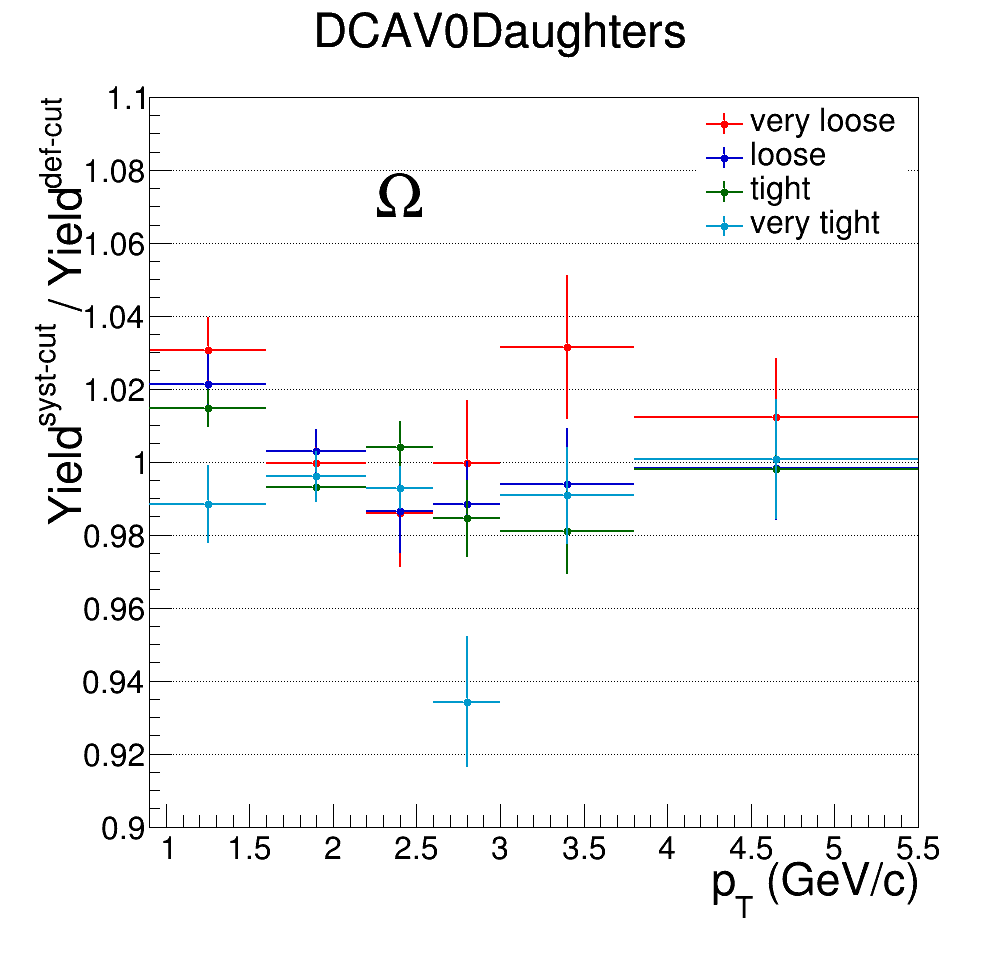 DCAV0Daughters
Yield^syst-cut / Yield^def-cut
1.1
1.08
1.06
1.04
1.02
1
0.98
0.96
0.94
0.92
0.9
Ω
very loose
loose
tight
very tight
1 1.5 2 2.5 3 3.5 4 4.5 5 5.5
p_T (GeV/c)